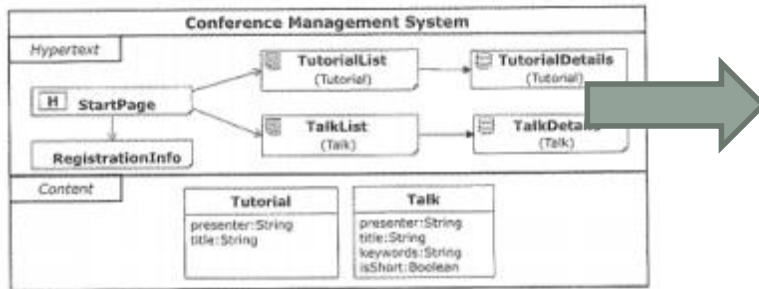 Conference Management System
Hypertext
TutorialList
(Tutorial)
TutorialDetails
(Tutorial)
H StartPage
TalkList
(Talk)
TalkDetails
(Talk)
RegistrationInfo
Content
Tutorial
presenter:String
title:String
Talk
presenter:String
title:String
keywords:String
isShort:Boolean